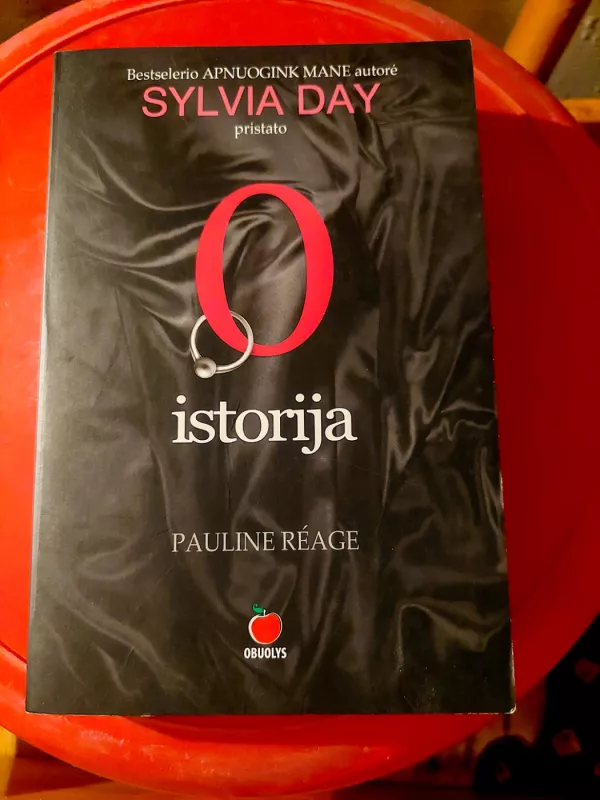 Bestselerio APNUOGINK MANE autorė
SYLVIA DAY
pristato
O
istorija
PAULINE RÉAGE
OBUOLYS